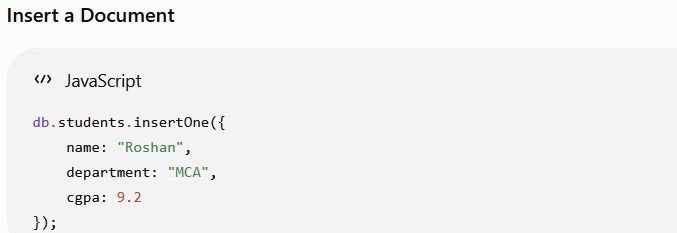 Insert a Document
</> JavaScript
db.students.insertOne({
    name: "Roshan",
    department: "MCA",
    cgpa: 9.2
});